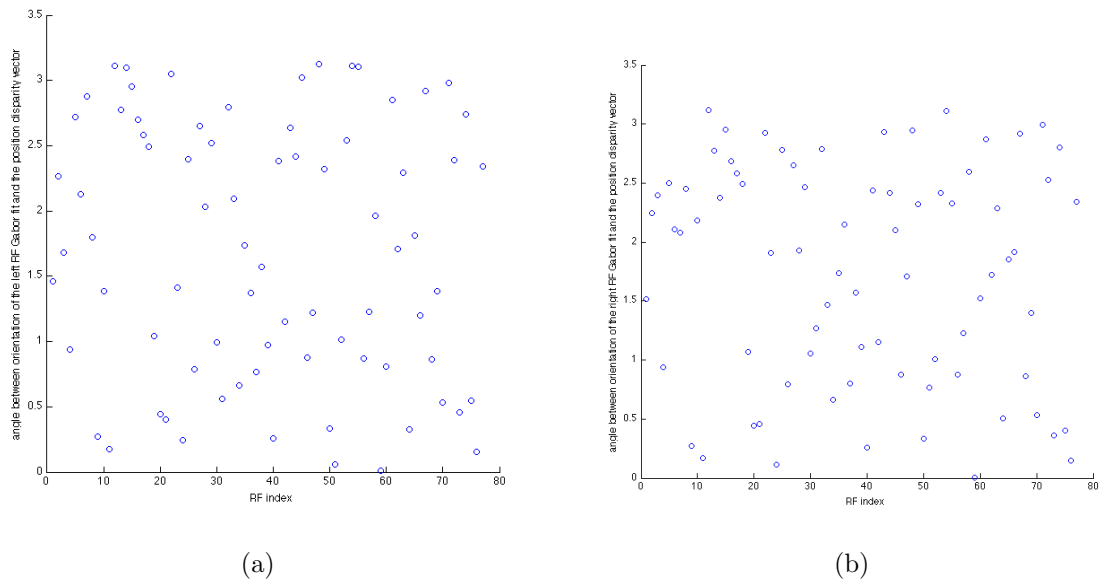 angle between orientation of the left RF Gabor fit and the position disparity vector
3.5
3
2.5
2
1.5
1
0.5
0
0 10 20 30 40 50 60 70 80
RF index
(a)
angle between orientation of the right RF Gabor fit and the position disparity vector
3.5
3
2.5
2
1.5
1
0.5
0
0 10 20 30 40 50 60 70 80
RF index
(b)